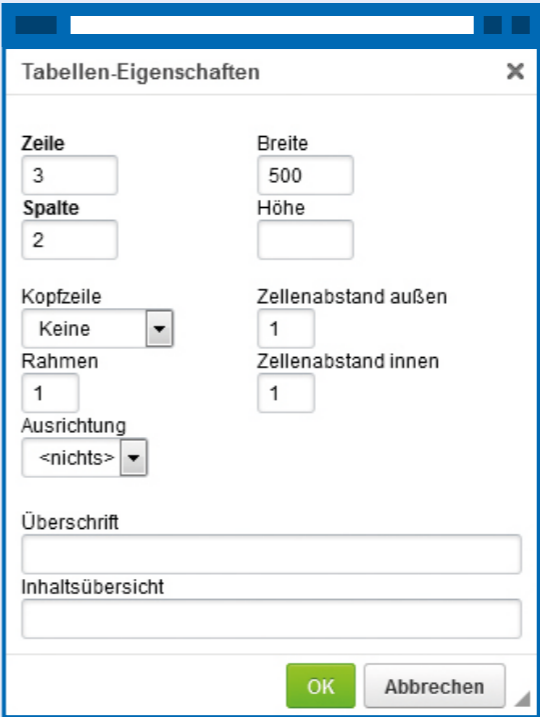 Tabellen-Eigenschaften
Zeile Breite
3 500
Spalte Höhe
2
Kopfzeile Zellenabstand außen
Keine 1
Rahmen Zellenabstand innen
1 1
Ausrichtung
<nichts>
Überschrift
Inhaltsübersicht
OK Abbrechen